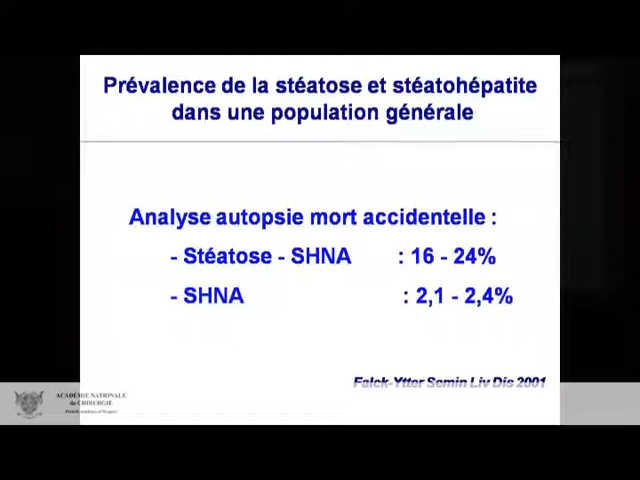 Prévalence de la stéatose et stéatohépatite
dans une population générale
Analyse autopsie mort accidentelle :
- Stéatose - SHNA : 16 - 24%
- SHNA : 2,1 - 2,4%
Falck-Ytter Semin Liv Dis 2001
ACADEMIE NATIONALE
de CHIRURGIE